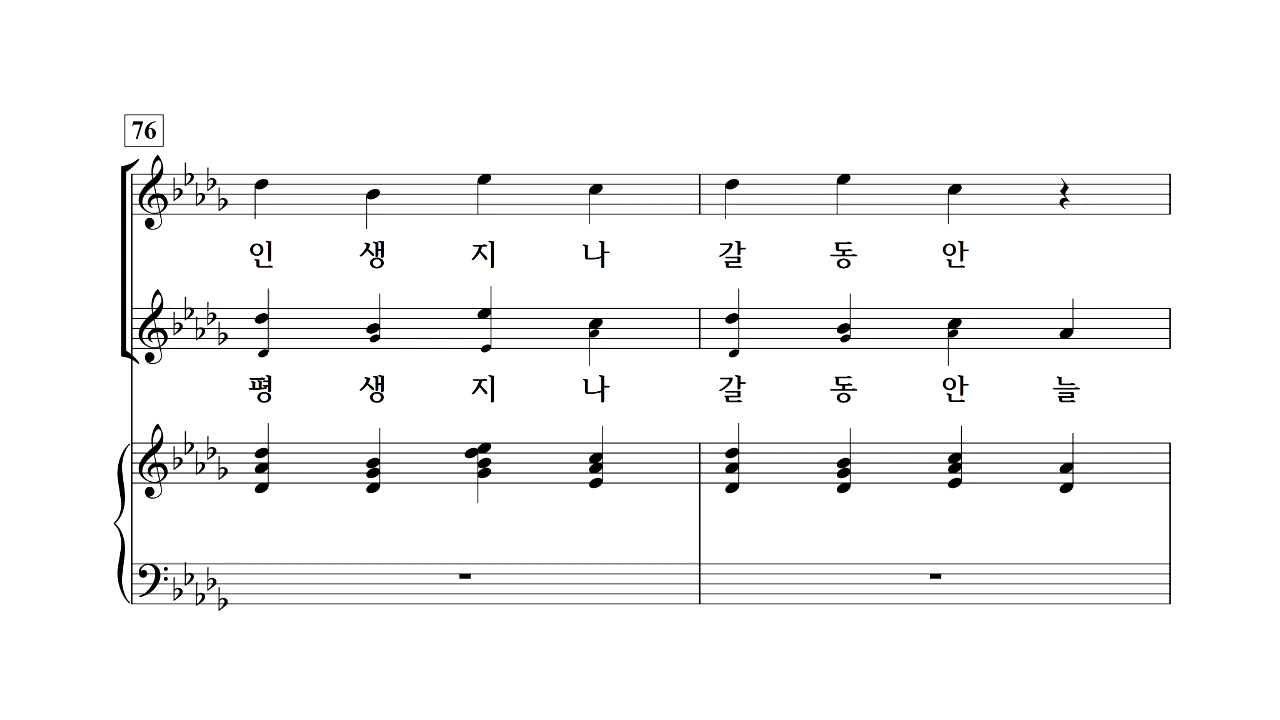 76
인 생 지 나 갈 동 안
평 생 지 나 갈 동 안 늘